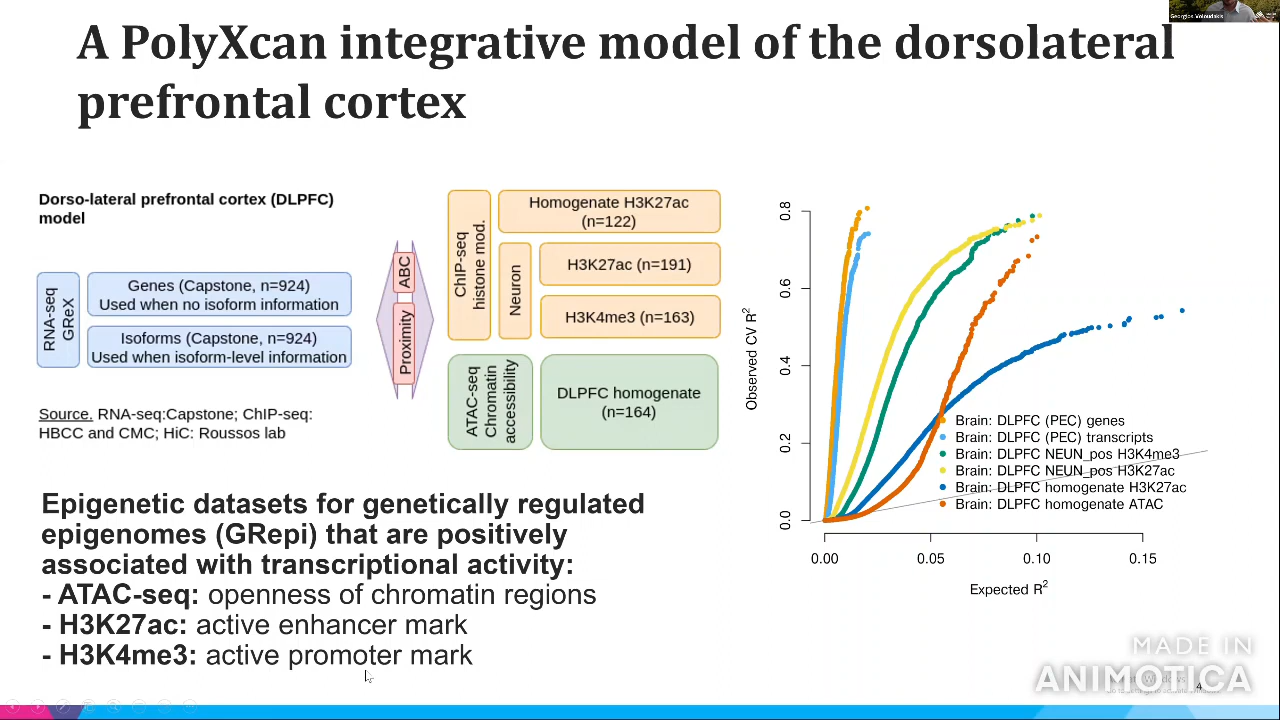 Georgios Voloudakis
A PolyXcan integrative model of the dorsolateral
prefrontal cortex
Dorso-lateral prefrontal cortex (DLPFC)
model
RNA-seq
GReX
Genes (Capstone, n=924)
Used when no isoform information
Isoforms (Capstone, n=924)
Used when isoform-level information
Source. RNA-seq:Capstone; ChIP-seq:
HBCC and CMC; HiC: Roussos lab
ABC
Proximity
ChIP-seq
histone mod.
Homogenate H3K27ac
(n=122)
Neuron
H3K27ac (n=191)
H3K4me3 (n=163)
ATAC-seq
Chromatin
accessibility
DLPFC homogenate
(n=164)
Observed CV R²
0.8
0.6
0.4
0.2
0.0
Brain: DLPFC (PEC) genes
Brain: DLPFC (PEC) transcripts
Brain: DLPFC NEUN_pos H3K4me3
Brain: DLPFC NEUN_pos H3K27ac
Brain: DLPFC homogenate H3K27ac
Brain: DLPFC homogenate ATAC
0.00
0.05
0.10
0.15
Expected R²
Epigenetic datasets for genetically regulated
epigenomes (GRepi) that are positively
associated with transcriptional activity:
- ATAC-seq: openness of chromatin regions
- H3K27ac: active enhancer mark
- H3K4me3: active promoter mark
MADE IN
ANIMOTICA
4